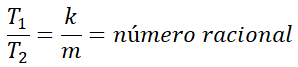 T₁/T₂ = k/m = número racional